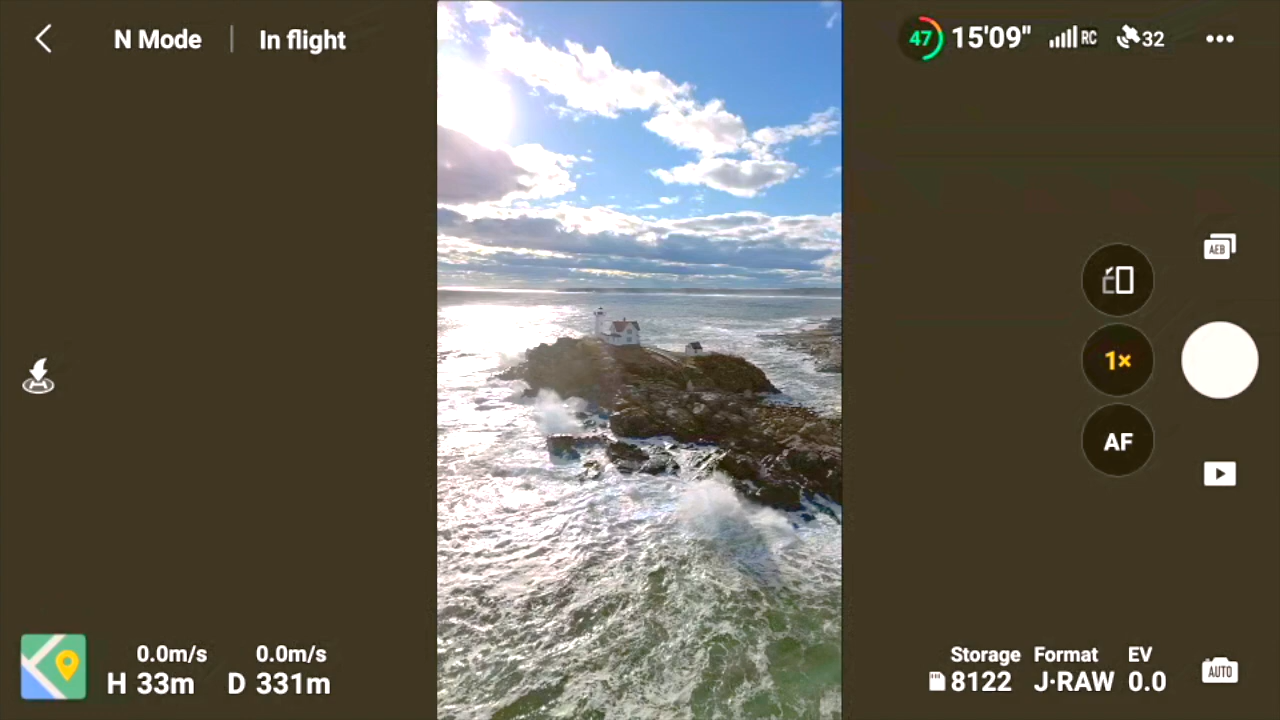 N Mode | In flight
47 15'09" RC 32
AEB
1×
AF
0.0m/s 0.0m/s
H 33m D 331m
Storage Format EV
8122 J·RAW 0.0
AUTO